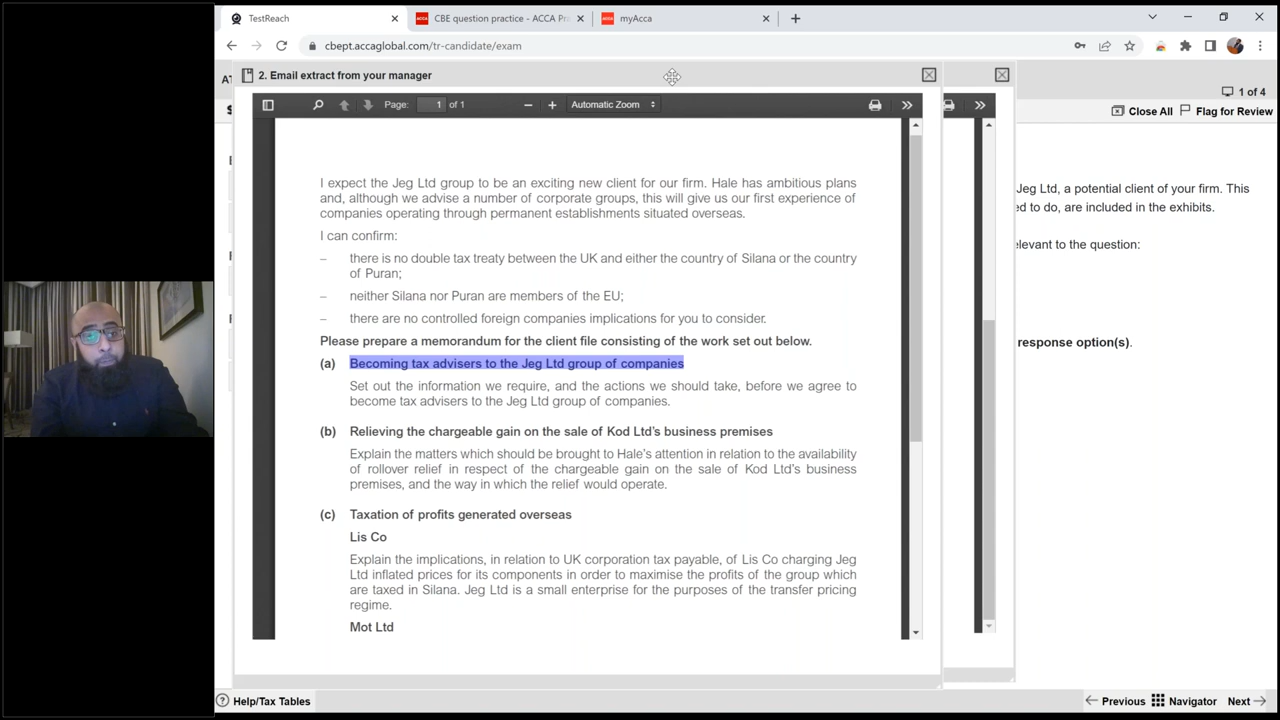 TestReach
CBE question practice - ACCA Pr
myAcca
cbept.accaglobal.com/tr-candidate/exam
2. Email extract from your manager
1 of 4
Page: 1 of 1
Automatic Zoom
Close All
Flag for Review
I expect the Jeg Ltd group to be an exciting new client for our firm. Hale has ambitious plans
and, although we advise a number of corporate groups, this will give us our first experience of
companies operating through permanent establishments situated overseas.
I can confirm:
– there is no double tax treaty between the UK and either the country of Silana or the country
of Puran;
– neither Silana nor Puran are members of the EU;
– there are no controlled foreign companies implications for you to consider.
Please prepare a memorandum for the client file consisting of the work set out below.
(a) Becoming tax advisers to the Jeg Ltd group of companies
Set out the information we require, and the actions we should take, before we agree to
become tax advisers to the Jeg Ltd group of companies.
(b) Relieving the chargeable gain on the sale of Kod Ltd's business premises
Explain the matters which should be brought to Hale's attention in relation to the availability
of rollover relief in respect of the chargeable gain on the sale of Kod Ltd's business
premises, and the way in which the relief would operate.
(c) Taxation of profits generated overseas
Lis Co
Explain the implications, in relation to UK corporation tax payable, of Lis Co charging Jeg
Ltd inflated prices for its components in order to maximise the profits of the group which
are taxed in Silana. Jeg Ltd is a small enterprise for the purposes of the transfer pricing
regime.
Mot Ltd
Jeg Ltd, a potential client of your firm. This
ed to do, are included in the exhibits.
elevant to the question:
response option(s).
Help/Tax Tables
Previous
Navigator
Next